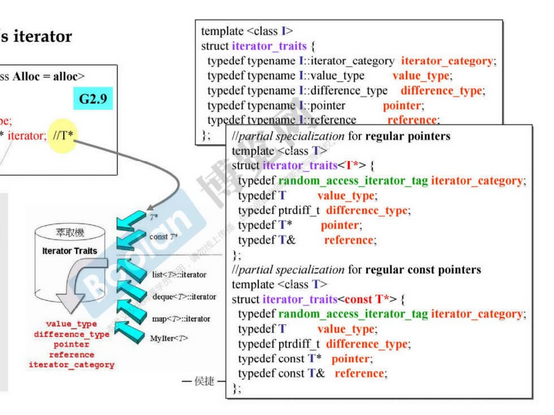 's iterator
ss Alloc = alloc>
G2.9
pe;
* iterator; //T*
template <class I>
struct iterator_traits {
typedef typename I::iterator_category iterator_category;
typedef typename I::value_type value_type;
typedef typename I::difference_type difference_type;
typedef typename I::pointer pointer;
typedef typename I::reference reference;
};
//partial specialization for regular pointers
template <class T>
struct iterator_traits<T*> {
typedef random_access_iterator_tag iterator_category;
typedef T value_type;
typedef ptrdiff_t difference_type;
typedef T* pointer;
typedef T& reference;
};
//partial specialization for regular const pointers
template <class T>
struct iterator_traits<const T*> {
typedef random_access_iterator_tag iterator_category;
typedef T value_type;
typedef ptrdiff_t difference_type;
typedef const T* pointer;
typedef const T& reference;
};
萃取機
Iterator Traits
T*
const T*
list<T>::iterator
deque<T>::iterator
map<T>::iterator
MyIter<T>
value_type
difference_type
pointer
reference
iterator_category
侯捷
Boolan
博览网